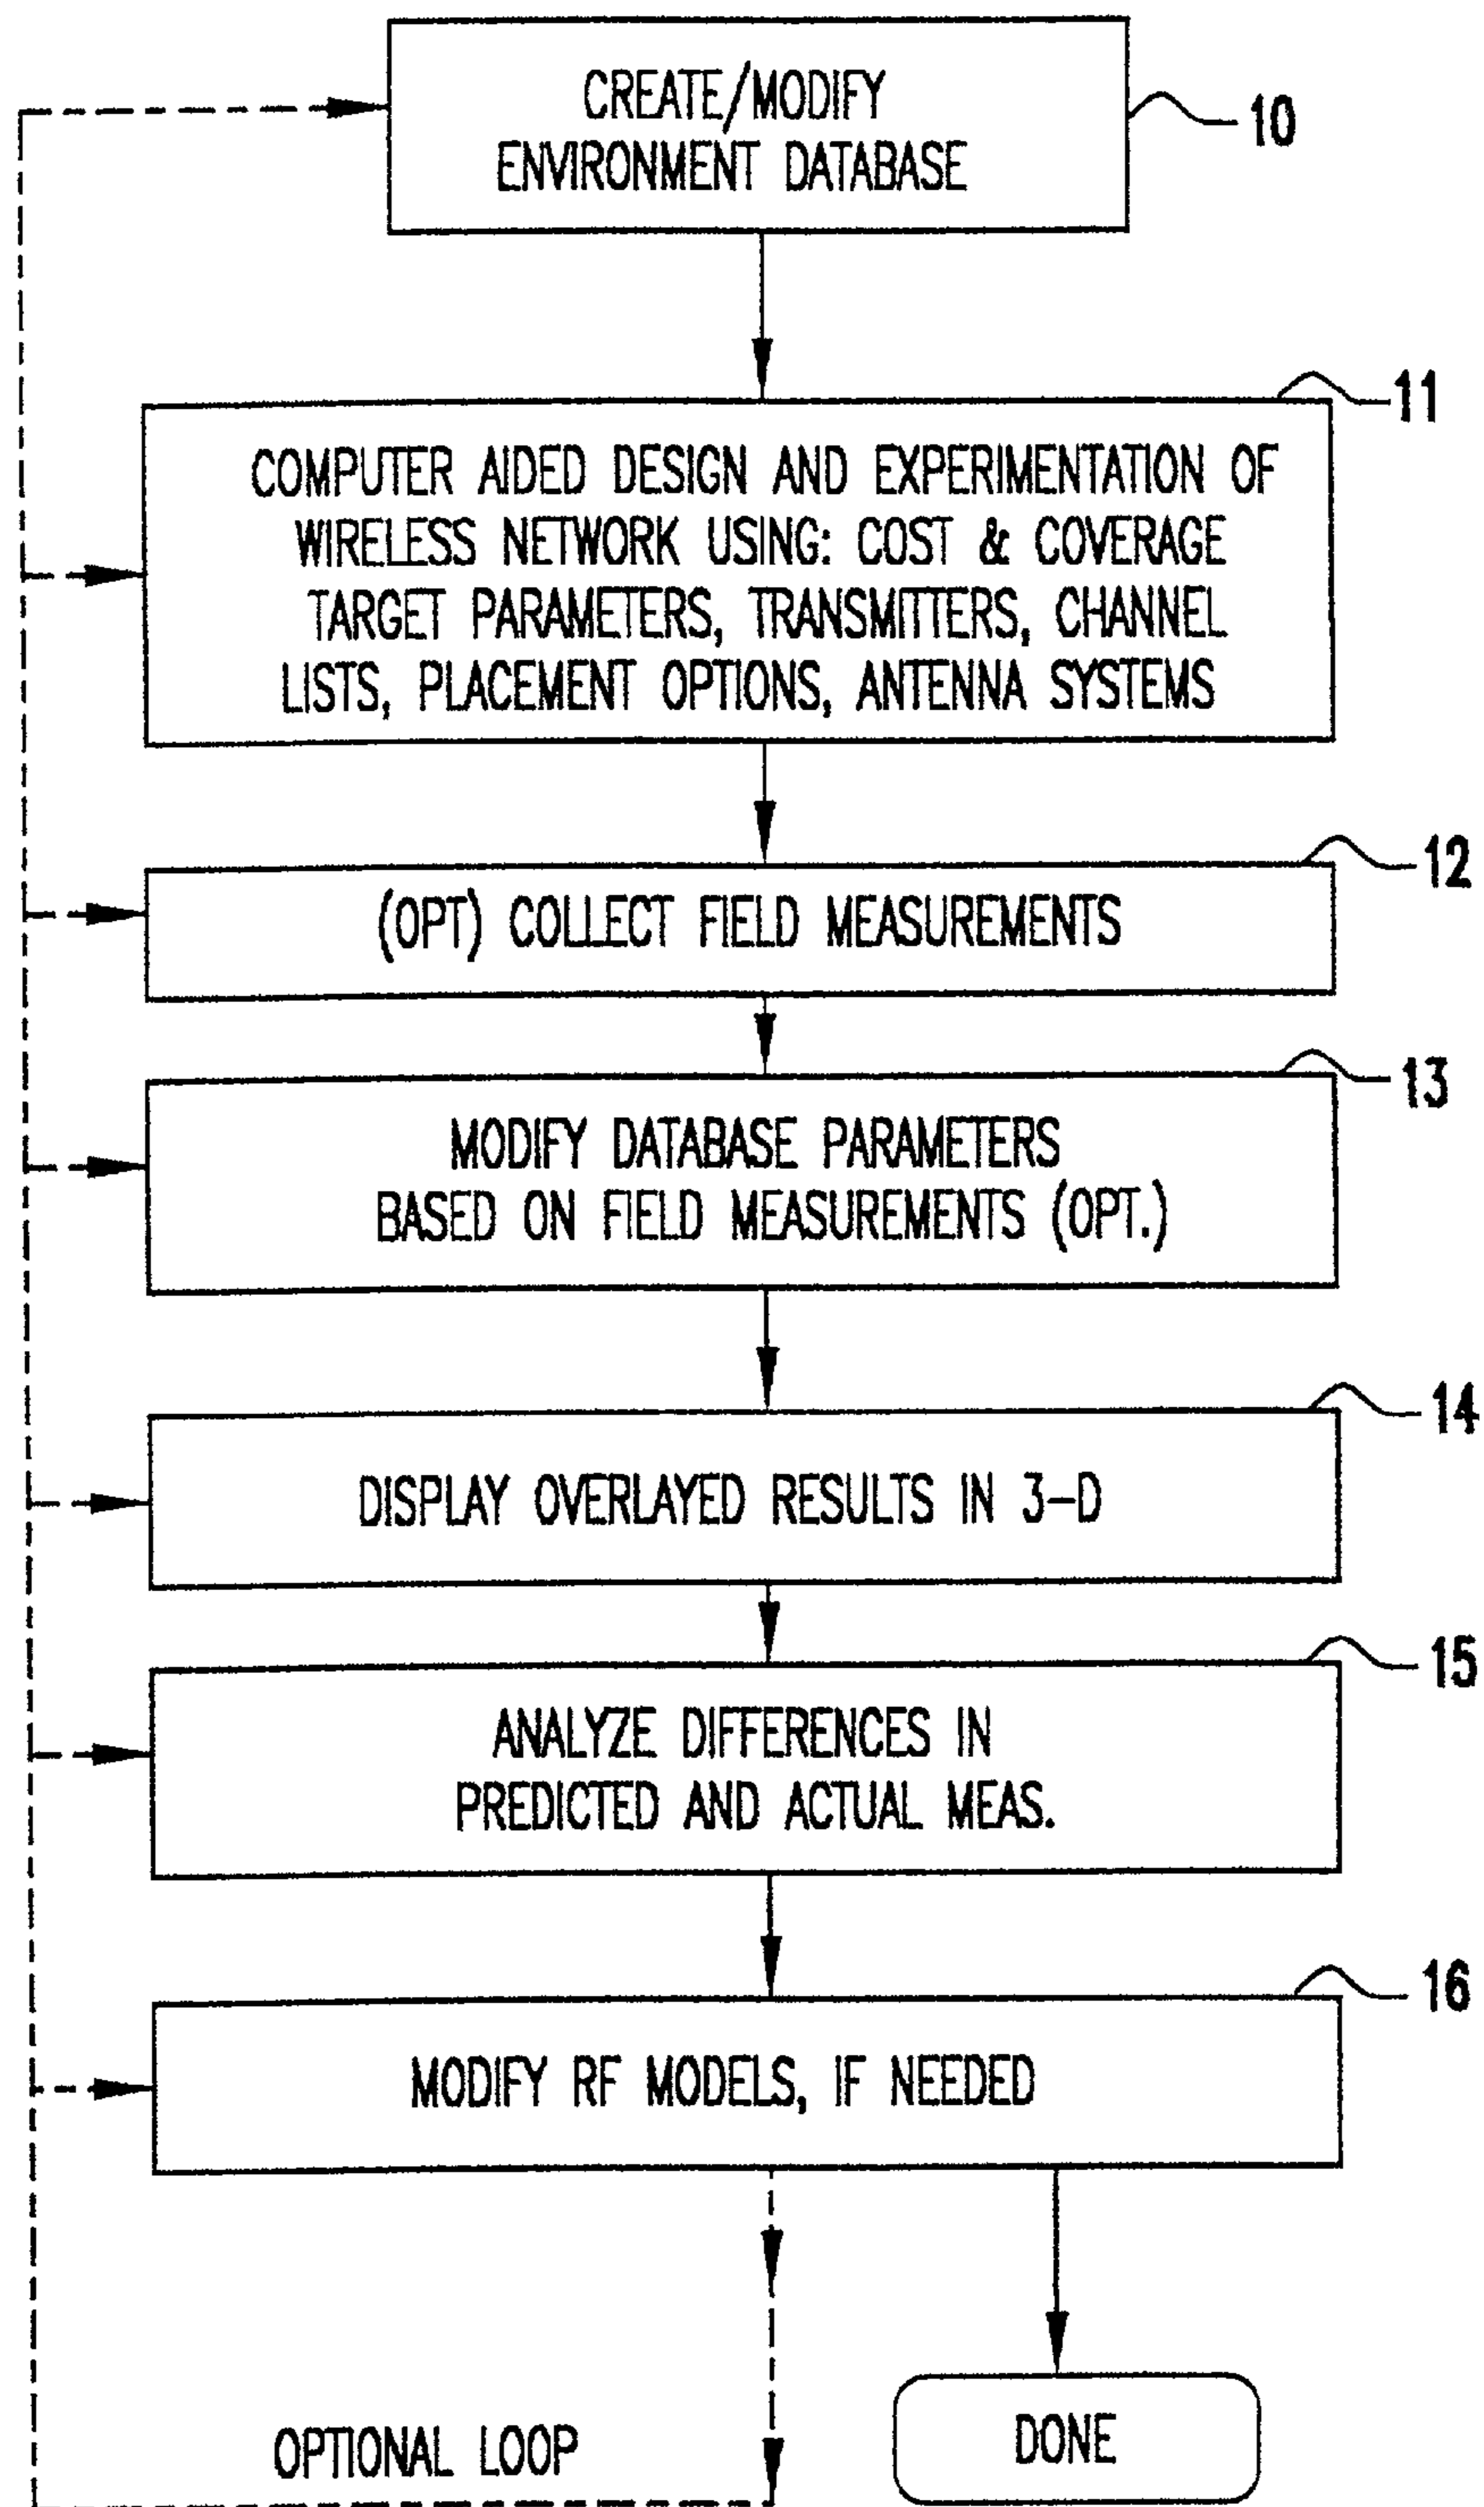 CREATE/MODIFY
ENVIRONMENT DATABASE
10
11
COMPUTER AIDED DESIGN AND EXPERIMENTATION OF
WIRELESS NETWORK USING: COST & COVERAGE
TARGET PARAMETERS, TRANSMITTERS, CHANNEL
LISTS, PLACEMENT OPTIONS, ANTENNA SYSTEMS
12
(OPT) COLLECT FIELD MEASUREMENTS
13
MODIFY DATABASE PARAMETERS
BASED ON FIELD MEASUREMENTS (OPT.)
14
DISPLAY OVERLAYED RESULTS IN 3-D
15
ANALYZE DIFFERENCES IN
PREDICTED AND ACTUAL MEAS.
16
MODIFY RF MODELS, IF NEEDED
OPTIONAL LOOP
DONE